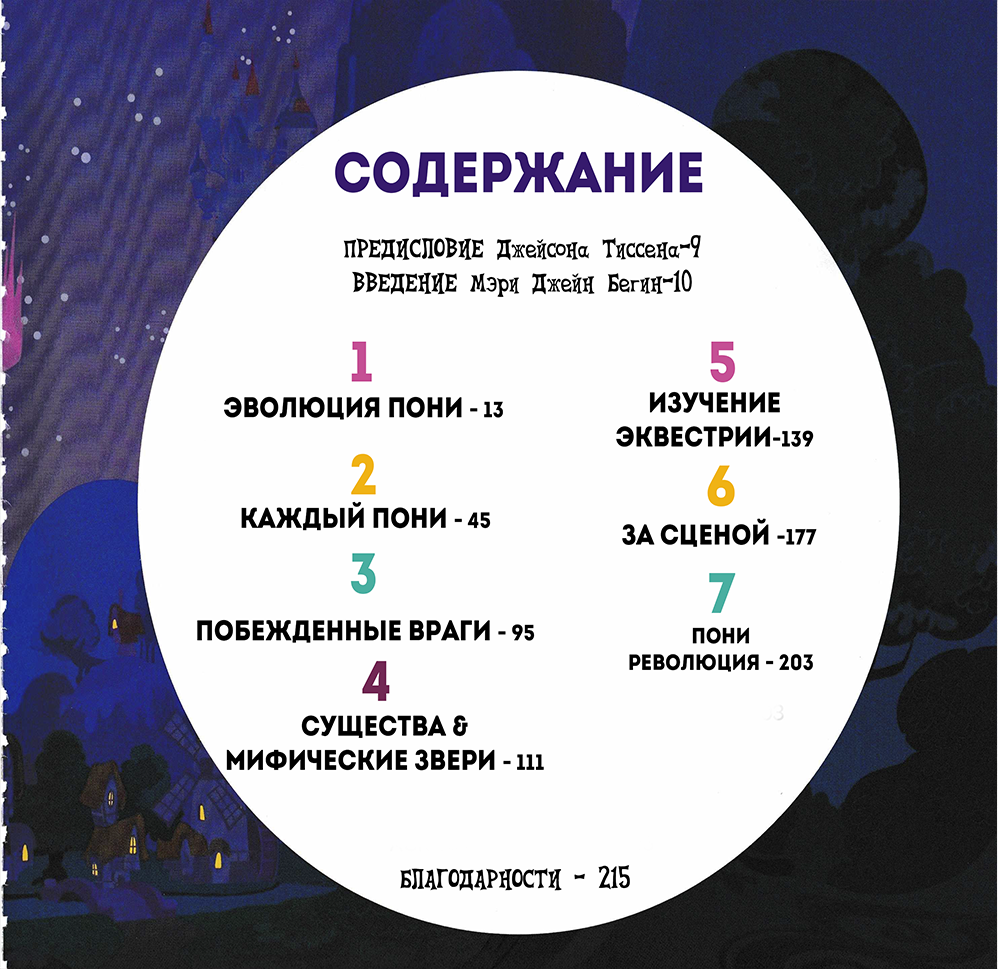 СОДЕРЖАНИЕ
ПРЕДИСЛОВИЕ Джейсона Тиссена-9
ВВЕДЕНИЕ Мэри Джейн Бегин-10
1
ЭВОЛЮЦИЯ ПОНИ - 13
2
КАЖДЫЙ ПОНИ - 45
3
ПОБЕЖДЕННЫЕ ВРАГИ - 95
4
СУЩЕСТВА &
МИФИЧЕСКИЕ ЗВЕРИ - 111
5
ИЗУЧЕНИЕ
ЭКВЕСТРИИ-139
6
ЗА СЦЕНОЙ -177
7
ПОНИ
РЕВОЛЮЦИЯ - 203
БЛАГОДАРНОСТИ - 215